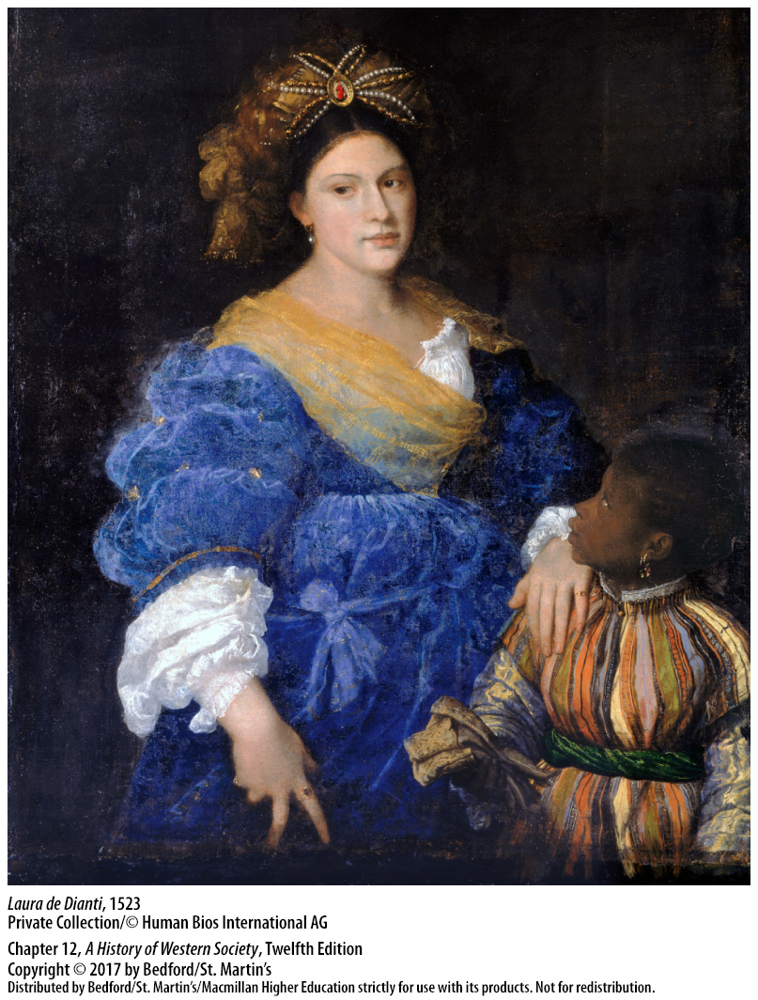 Laura de Dianti, 1523
Private Collection/© Human Bios International AG
Chapter 12, A History of Western Society, Twelfth Edition
Copyright © 2017 by Bedford/St. Martin’s
Distributed by Bedford/St. Martin’s/Macmillan Higher Education strictly for use with its products. Not for redistribution.